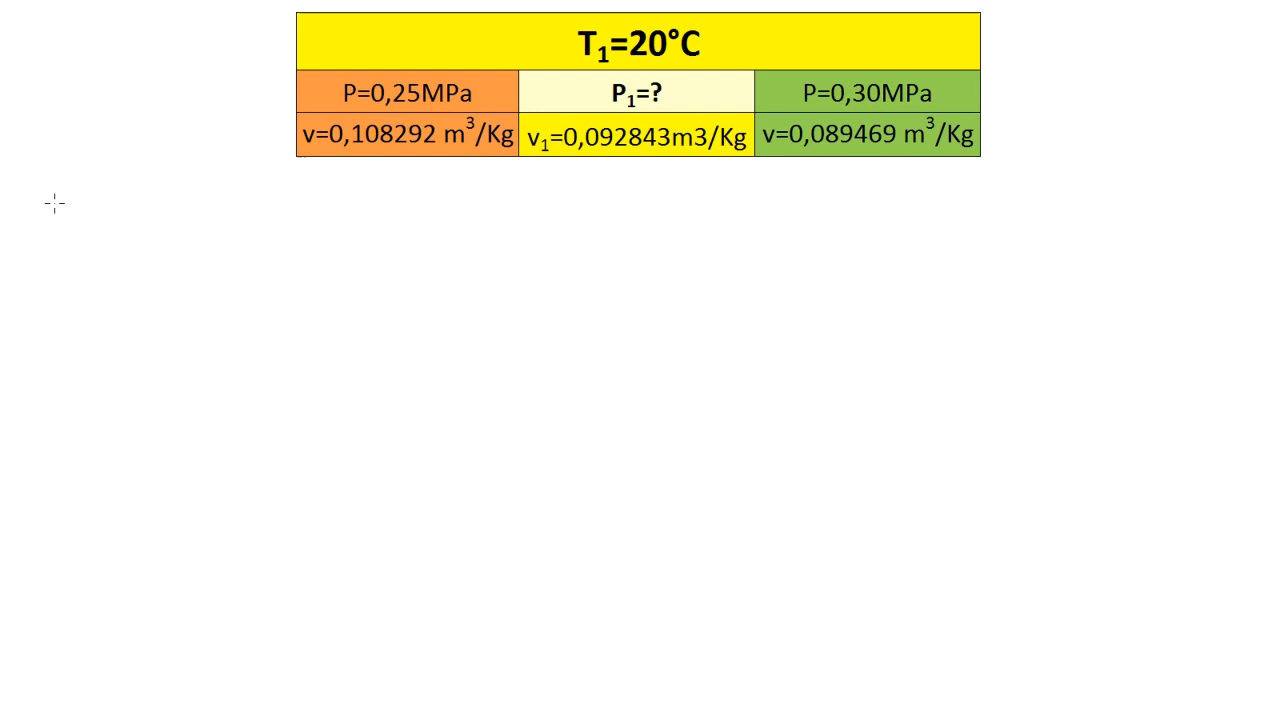 T₁=20°C
P=0,25MPa P₁=? P=0,30MPa
v=0,108292 m³/Kg v₁=0,092843m3/Kg v=0,089469 m³/Kg